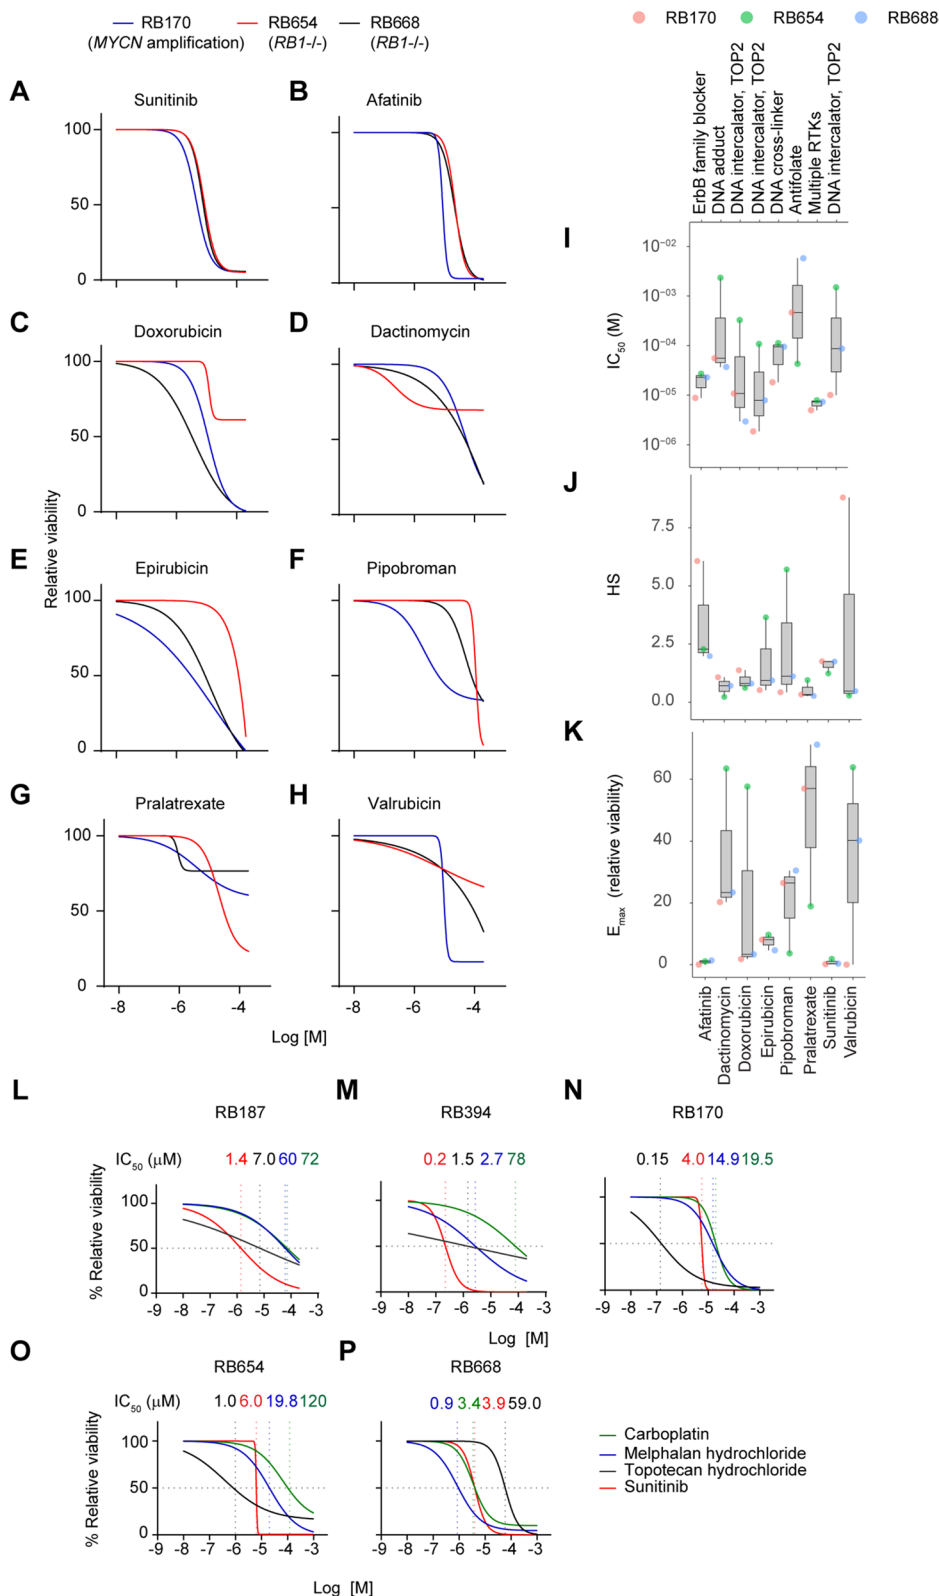 RB170 RB654 RB668
(MYCN amplification) (RB1-/-) (RB1-/-)
RB170 RB654 RB688
A Sunitinib
B Afatinib
100
50
0
C Doxorubicin
D Dactinomycin
100
50
0
E Epirubicin
F Pipobroman
100
50
0
G Pralatrexate
H Valrubicin
100
50
0
-8 -6 -4
-8 -6 -4
Relative viability
Log [M]
ErbB family blocker
DNA adduct
DNA intercalator, TOP2
DNA intercalator, TOP2
DNA cross-linker
Antifolate
Multiple RTKs
DNA intercalator, TOP2
I
IC50 (M)
10−02
10−03
10−04
10−05
10−06
J
HS
7.5
5.0
2.5
0.0
K
Emax (relative viability)
60
40
20
0
Afatinib
Dactinomycin
Doxorubicin
Epirubicin
Pipobroman
Pralatrexate
Sunitinib
Valrubicin
L RB187
IC50 (μM) 1.4 7.0 60 72
% Relative viability
100
50
0
-9 -8 -7 -6 -5 -4 -3
M RB394
0.2 1.5 2.7 78
100
50
0
-9 -8 -7 -6 -5 -4 -3
N RB170
0.15 4.0 14.9 19.5
100
50
0
-9 -8 -7 -6 -5 -4 -3
Log [M]
O RB654
IC50 (μM) 1.0 6.0 19.8 120
% Relative viability
100
50
0
-9 -8 -7 -6 -5 -4 -3
P RB668
0.9 3.4 3.9 59.0
100
50
0
-9 -8 -7 -6 -5 -4 -3
Log [M]
Carboplatin
Melphalan hydrochloride
Topotecan hydrochloride
Sunitinib